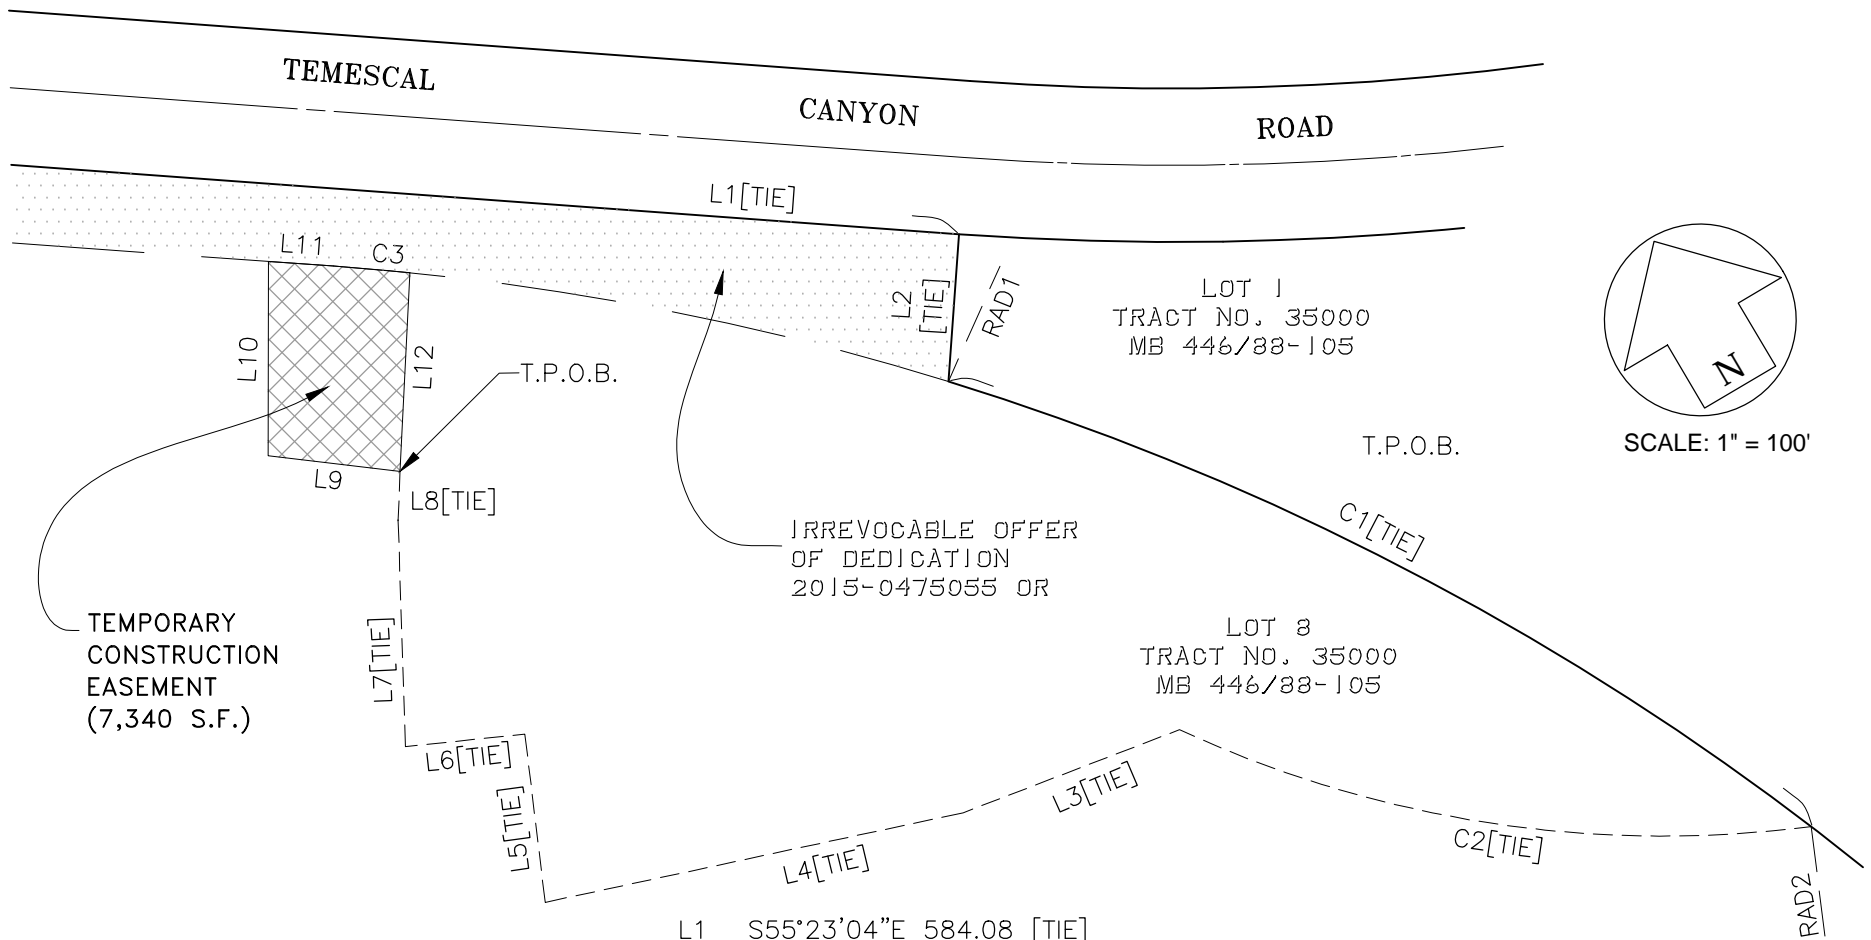 TEMESCAL CANYON ROAD
L1[TIE]
L11
C3
L2
[TIE]
RAD1
LOT 1
TRACT NO. 35000
MB 446/88-105
N
SCALE: 1" = 100'
L10
L12
T.P.O.B.
T.P.O.B.
L9
L8[TIE]
C1[TIE]
IRREVOCABLE OFFER
OF DEDICATION
2015-0475055 OR
TEMPORARY
CONSTRUCTION
EASEMENT
(7,340 S.F.)
L7[TIE]
LOT 8
TRACT NO. 35000
MB 446/88-105
L6[TIE]
L5[TIE]
L3[TIE]
L4[TIE]
C2[TIE]
RAD2
L1 S55°23'04"E 584.08 [TIE]